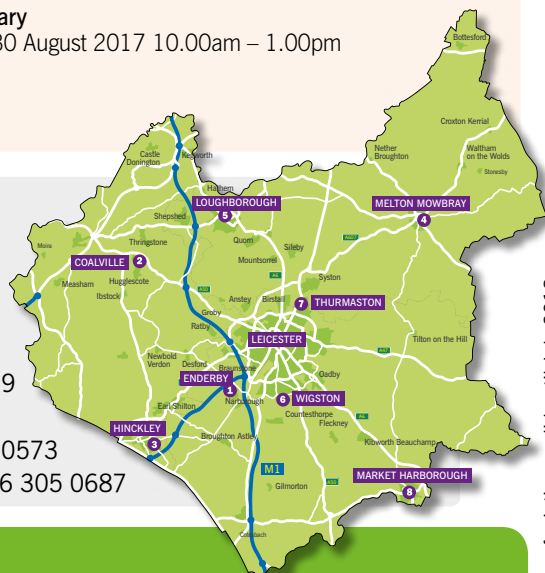 ary
30 August 2017 10.00am – 1.00pm
Bottesford
Croxton Kerrial
Nether
Broughton
Waltham
on the Wolds
Stonesby
Castle
Donington
Kegworth
Hathern
LOUGHBOROUGH
5
MELTON MOWBRAY
4
Shepshed
Quorn
Sileby
Thringstone
Mountsorrel
Moira
COALVILLE
2
Measham
Hugglescote
Ibstock
A6
Syston
Anstey
Birstall
7
THURMASTON
Groby
Ratby
LEICESTER
Tilton on the Hill
A47
Newbold
Verdon
Desford
Braunstone
ENDERBY
1
Oadby
Narborough
6
WIGSTON
Earl Shilton
Countesthorpe
Fleckney
A6
HINCKLEY
3
Broughton Astley
Kibworth Beauchamp
M1
MARKET HARBOROUGH
8
Gilmorton
9
0573
6 305 0687